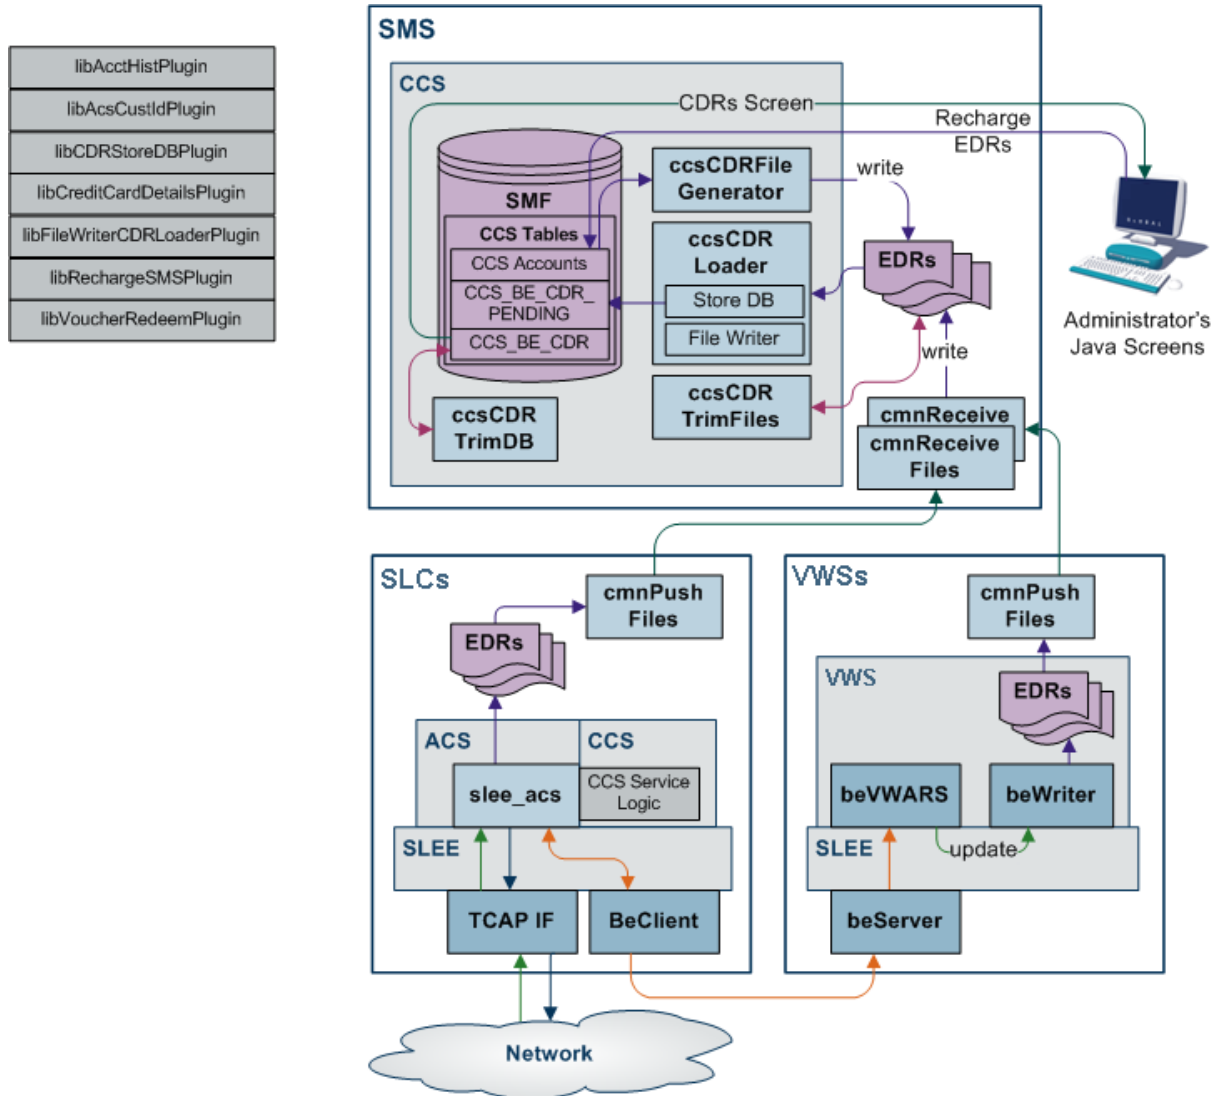 libAcctHistPlugin
libAcsCustIdPlugin
libCDRStoreDBPlugin
libCreditCardDetailsPlugin
libFileWriterCDRLoaderPlugin
libRechargeSMSPlugin
libVoucherRedeemPlugin
SMS
CCS
CDRs Screen
Recharge
EDRs
SMF
CCS Tables
CCS Accounts
CCS_BE_CDR_
PENDING
CCS_BE_CDR
ccsCDRFile
Generator
write
ccsCDR
Loader
Store DB
File Writer
EDRs
write
ccsCDR
TrimFiles
ccsCDR
TrimDB
cmnReceive
cmnReceive
Files
GLOBAL
Administrator's
Java Screens
SLCs
cmnPush
Files
EDRs
ACS
CCS
slee_acs
CCS Service
Logic
SLEE
TCAP IF
BeClient
VWSs
cmnPush
Files
VWS
EDRs
beVWARS
beWriter
SLEE
update
beServer
Network